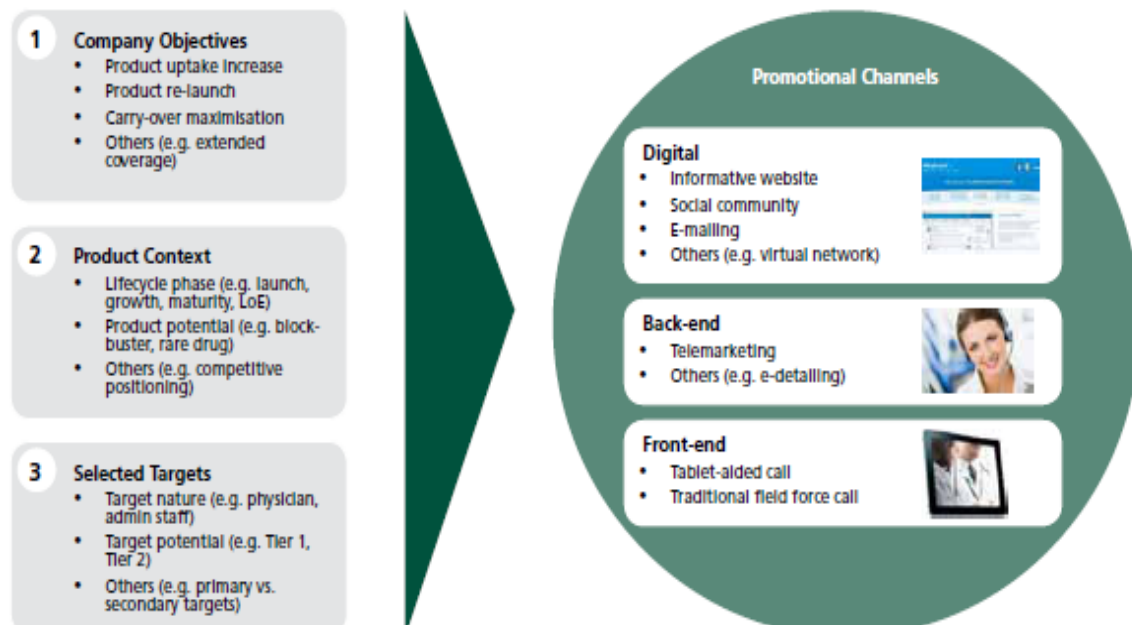 1
Company Objectives
• Product uptake increase
• Product re-launch
• Carry-over maximisation
• Others (e.g. extended
coverage)
2
Product Context
• Lifecycle phase (e.g. launch,
growth, maturity, LoE)
• Product potential (e.g. block-
buster, rare drug)
• Others (e.g. competitive
positioning)
3
Selected Targets
• Target nature (e.g. physician,
admin staff)
• Target potential (e.g. Tier 1,
Tier 2)
• Others (e.g. primary vs.
secondary targets)
Promotional Channels
Digital
• Informative website
• Social community
• E-mailing
• Others (e.g. virtual network)
Back-end
• Telemarketing
• Others (e.g. e-detailing)
Front-end
• Tablet-aided call
• Traditional field force call